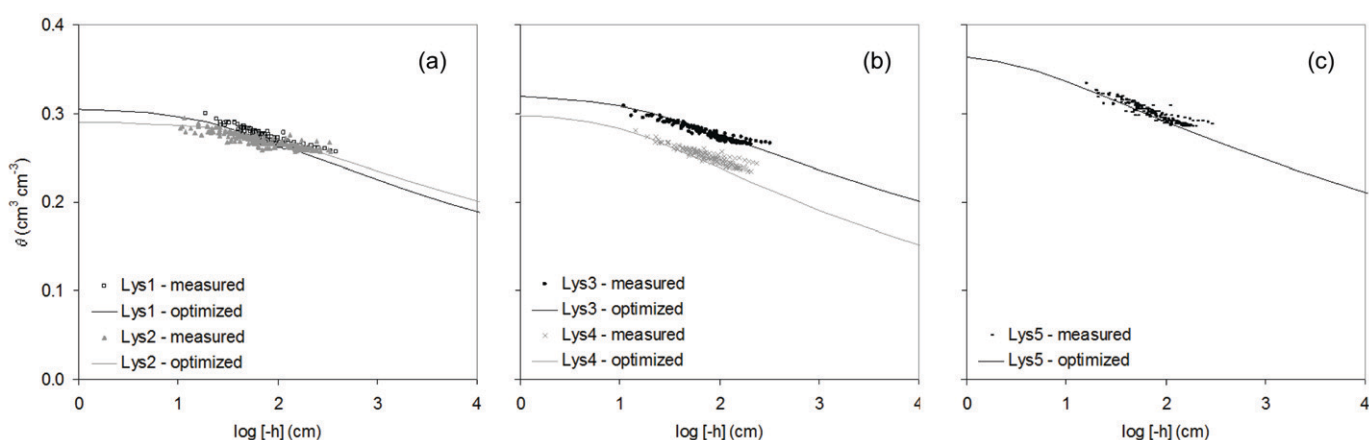 0.4
0.3
0.2
0.1
0.0
θ (cm³ cm⁻³)
(a)
Lys1 - measured
Lys1 - optimized
Lys2 - measured
Lys2 - optimized
0 1 2 3 4
log [-h] (cm)
(b)
Lys3 - measured
Lys3 - optimized
Lys4 - measured
Lys4 - optimized
0 1 2 3 4
log [-h] (cm)
(c)
Lys5 - measured
Lys5 - optimized
0 1 2 3 4
log [-h] (cm)